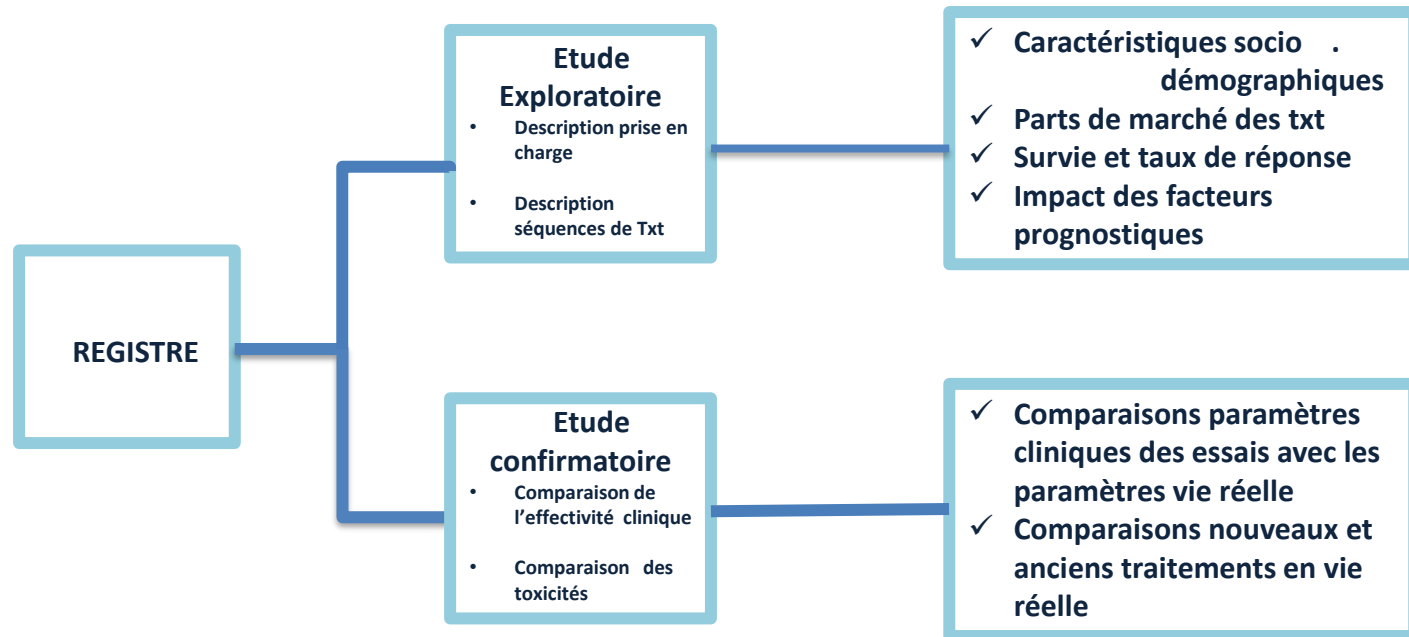 REGISTRE
Etude
Exploratoire
• Description prise en
charge
• Description
séquences de Txt
✓ Caractéristiques socio .
démographiques
✓ Parts de marché des txt
✓ Survie et taux de réponse
✓ Impact des facteurs
prognostiques
Etude
confirmatoire
• Comparaison de
l'effectivité clinique
• Comparaison des
toxicités
✓ Comparaisons paramètres
cliniques des essais avec les
paramètres vie réelle
✓ Comparaisons nouveaux et
anciens traitements en vie
réelle